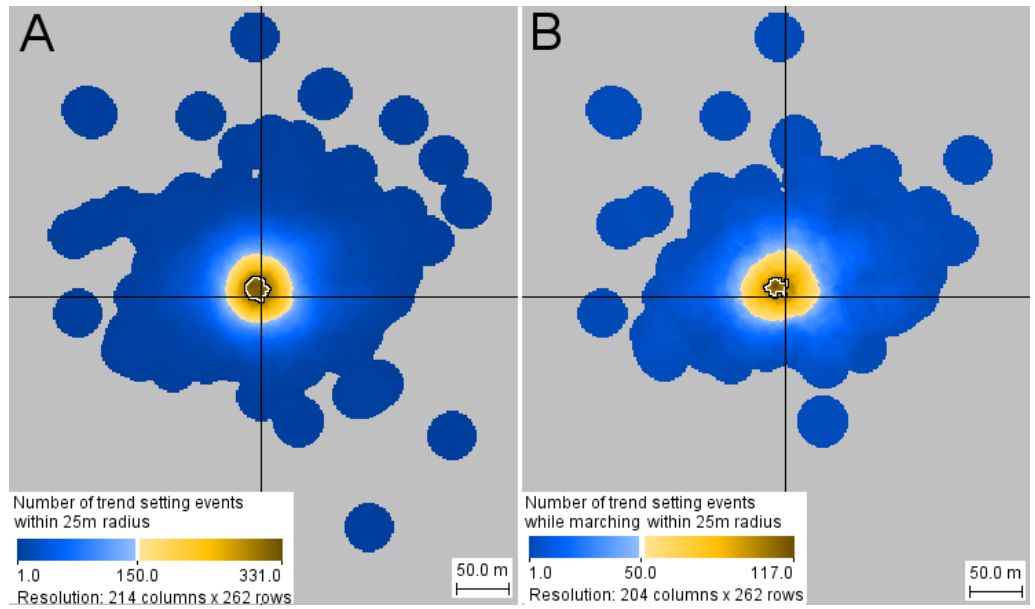 A
B
Number of trend setting events
within 25m radius
1.0 150.0 331.0
Resolution: 214 columns x 262 rows
50.0 m
Number of trend setting events
while marching within 25m radius
1.0 50.0 117.0
Resolution: 204 columns x 262 rows
50.0 m